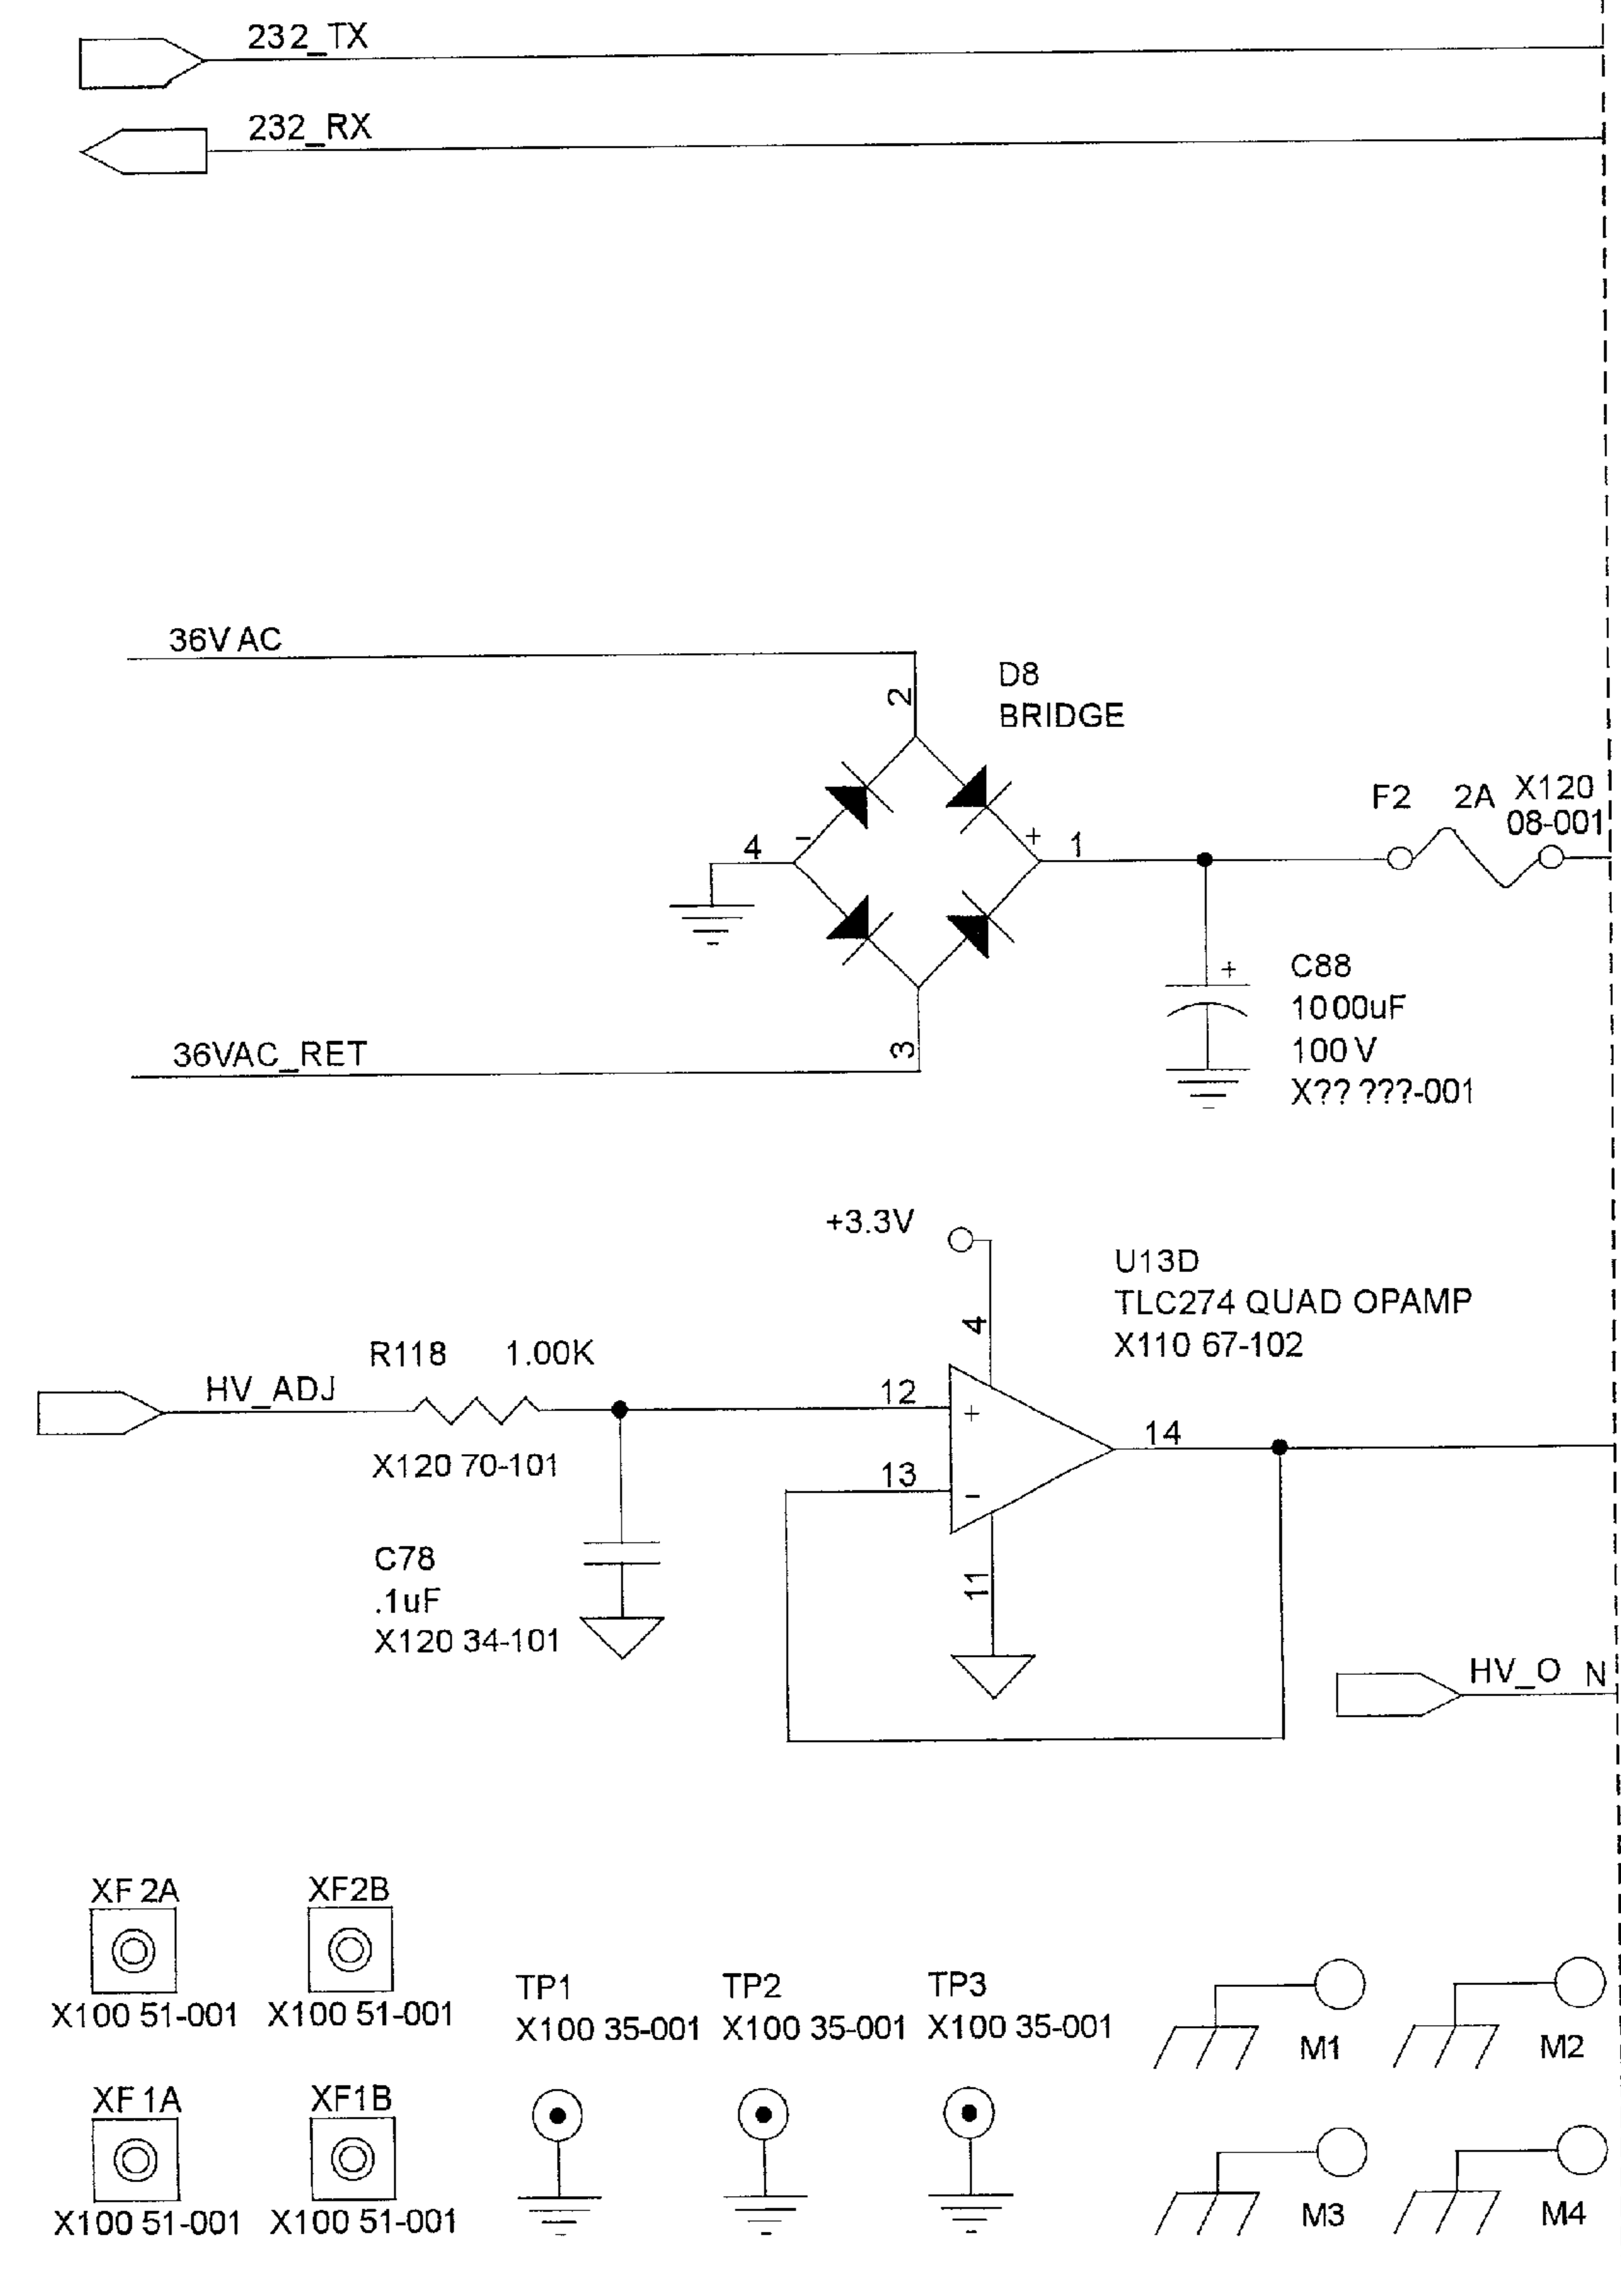 232_TX
232_RX
36V AC
2
D8
BRIDGE
F2 2A X120
08-001
4 - + 1
+ C88
1000uF
100 V
X?? ???-001
36VAC_RET
3
+3.3V
4
U13D
TLC274 QUAD OPAMP
X110 67-102
R118 1.00K
HV_ADJ
12
+
14
X120 70-101
13
-
11
C78
.1uF
X120 34-101
HV_O N
XF 2A XF2B
X100 51-001 X100 51-001
TP1 TP2 TP3
X100 35-001 X100 35-001 X100 35-001
M1 M2
XF 1A XF1B
X100 51-001 X100 51-001
M3 M4